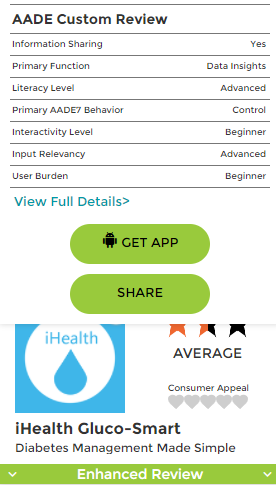 AADE Custom Review
Information Sharing Yes
Primary Function Data Insights
Literacy Level Advanced
Primary AADE7 Behavior Control
Interactivity Level Beginner
Input Relevancy Advanced
User Burden Beginner
View Full Details>
GET APP
SHARE
iHealth
AVERAGE
Consumer Appeal
iHealth Gluco-Smart
Diabetes Management Made Simple
Enhanced Review